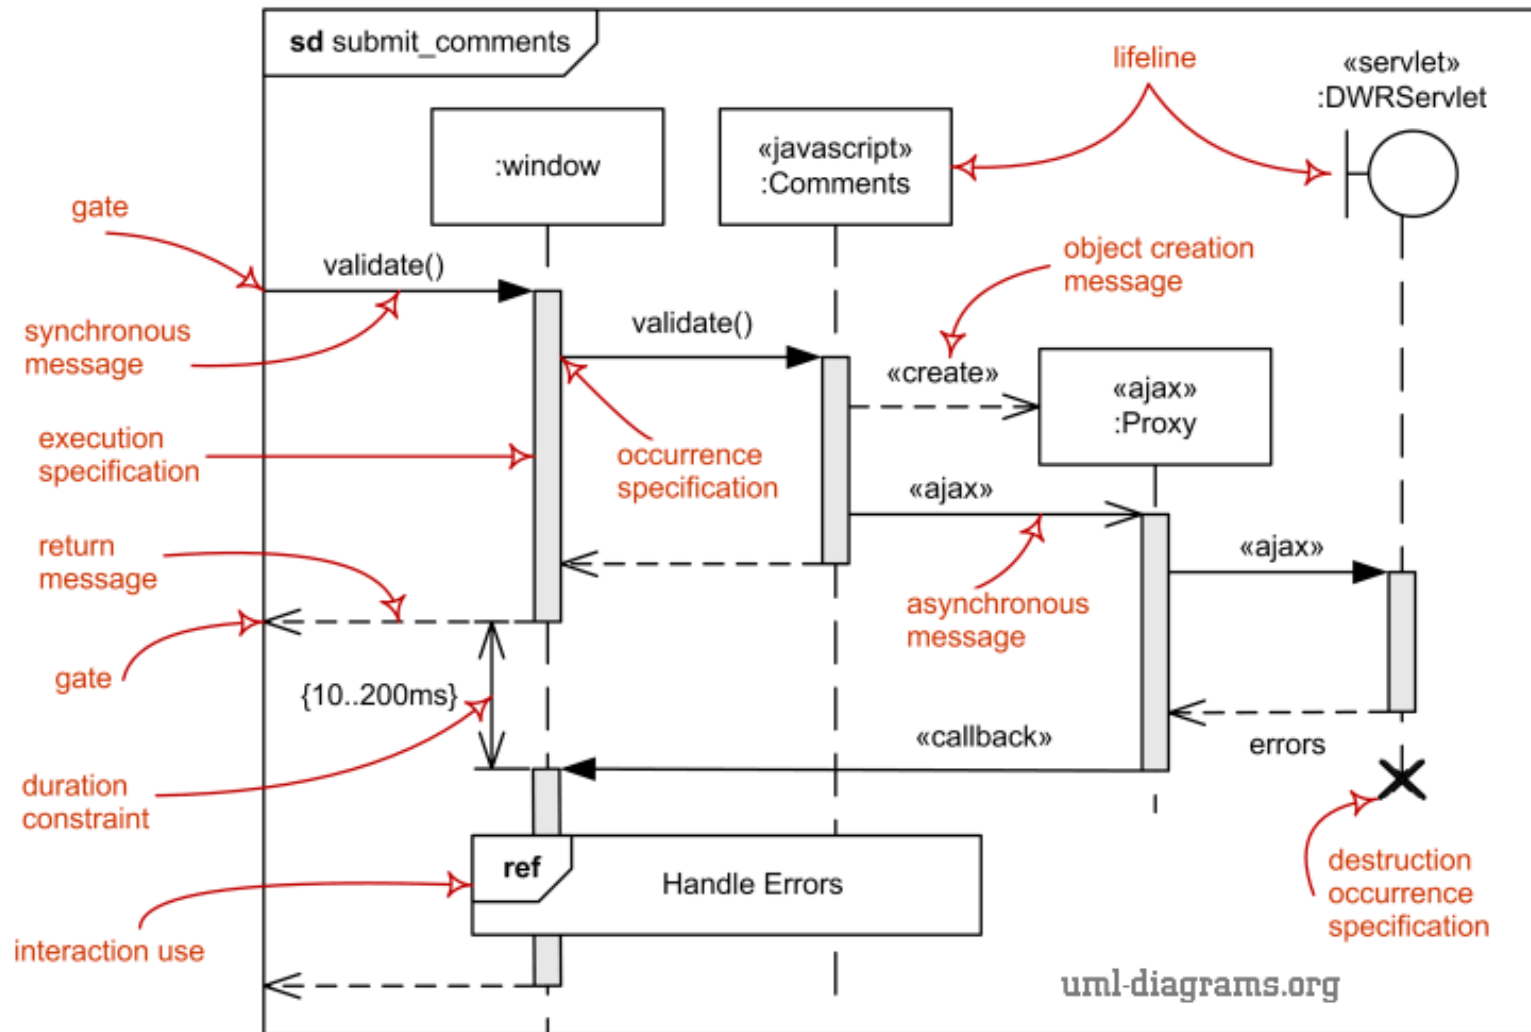 sd submit_comments
lifeline
«servlet»
:DWRServlet
:window
«javascript»
:Comments
gate
validate()
object creation
message
synchronous
message
validate()
«create»
«ajax»
:Proxy
execution
specification
occurrence
specification
«ajax»
return
message
«ajax»
asynchronous
message
gate
{10..200ms}
«callback»
errors
duration
constraint
ref
Handle Errors
destruction
occurrence
specification
interaction use
uml-diagrams.org